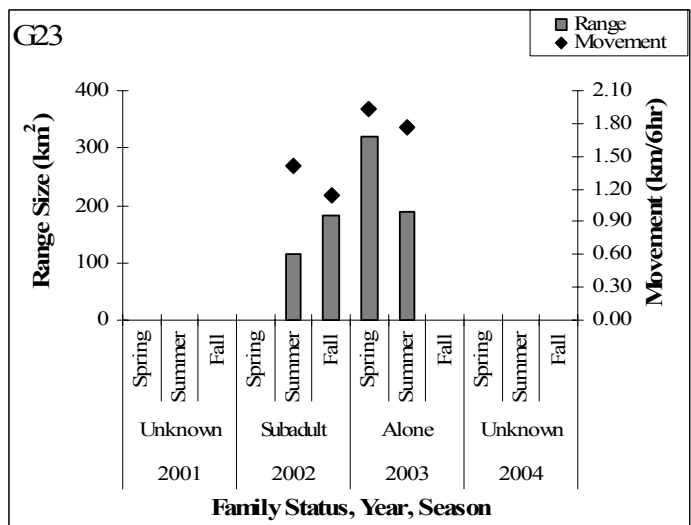 G23
Range
Movement
Range Size (km²)
400
300
200
100
0
2.10
1.80
1.50
1.20
0.90
0.60
0.30
0.00
Movement (km/6hr)
Spring Summer Fall Spring Summer Fall Spring Summer Fall Spring Summer Fall
Unknown Subadult Alone Unknown
2001 2002 2003 2004
Family Status, Year, Season